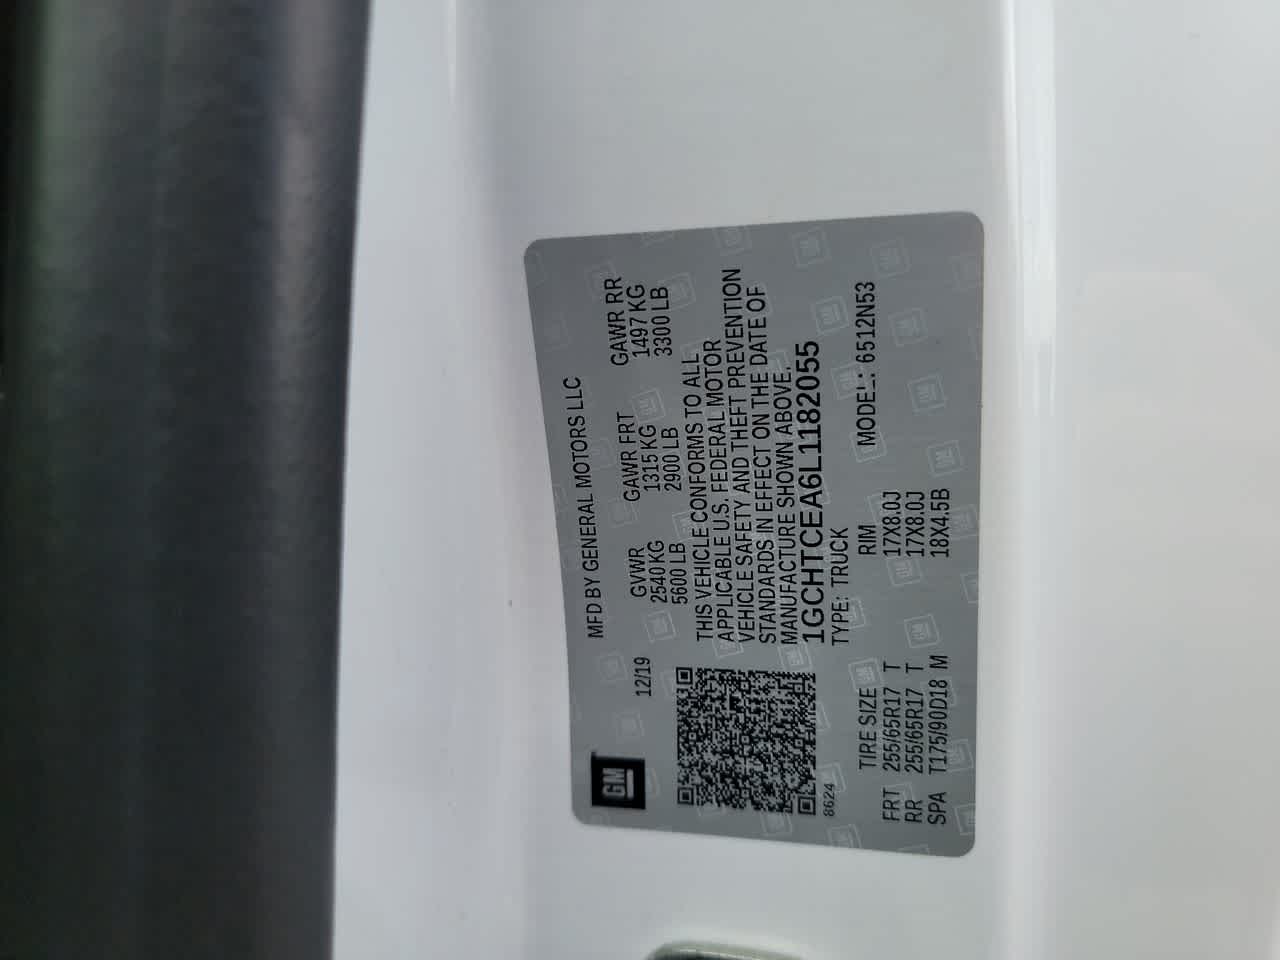 GM
MFD BY GENERAL MOTORS LLC
12/19
GVWR GAWR FRT GAWR RR
2540 KG 1315 KG 1497 KG
5600 LB 2900 LB 3300 LB
THIS VEHICLE CONFORMS TO ALL
APPLICABLE U.S. FEDERAL MOTOR
VEHICLE SAFETY AND THEFT PREVENTION
STANDARDS IN EFFECT ON THE DATE OF
MANUFACTURE SHOWN ABOVE.
1GCHTCEA6L1182055
8624
TYPE: TRUCK MODEL: 6512N53
TIRE SIZE RIM
FRT 255/65R17 T 17X8.0J
RR 255/65R17 T 17X8.0J
SPA T175/90D18 M 18X4.5B